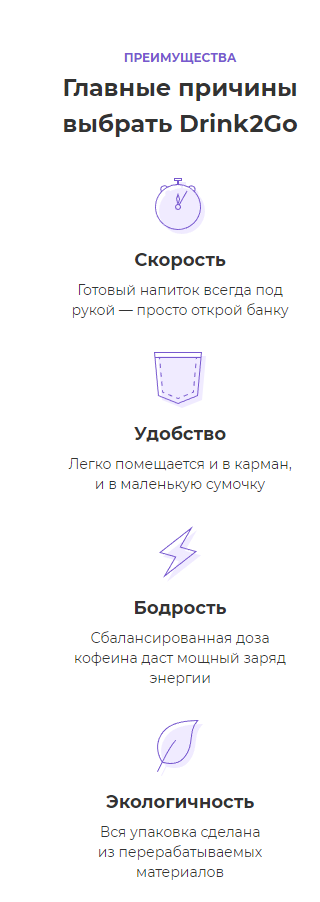 ПРЕИМУЩЕСТВА
Главные причины
выбрать Drink2Go
Скорость
Готовый напиток всегда под
рукой — просто открой банку
Удобство
Легко помещается и в карман,
и в маленькую сумочку
Бодрость
Сбалансированная доза
кофеина даст мощный заряд
энергии
Экологичность
Вся упаковка сделана
из перерабатываемых
материалов